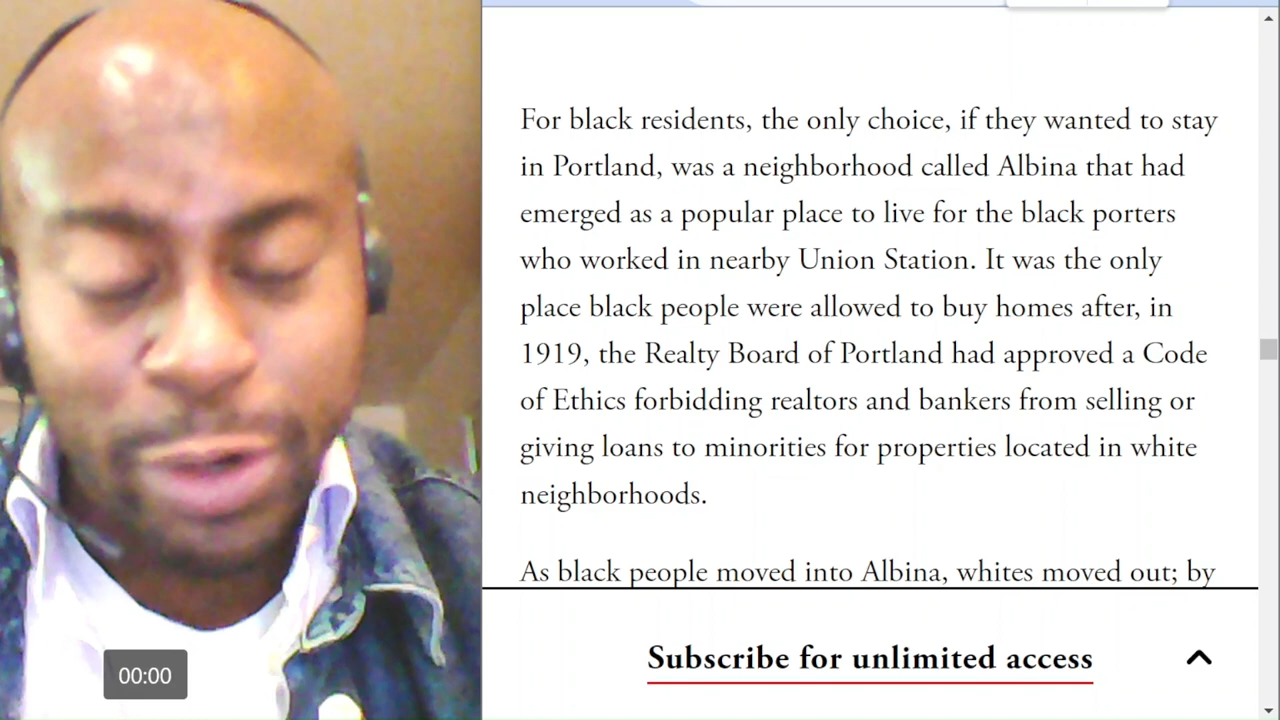 For black residents, the only choice, if they wanted to stay
in Portland, was a neighborhood called Albina that had
emerged as a popular place to live for the black porters
who worked in nearby Union Station. It was the only
place black people were allowed to buy homes after, in
1919, the Realty Board of Portland had approved a Code
of Ethics forbidding realtors and bankers from selling or
giving loans to minorities for properties located in white
neighborhoods.
As black people moved into Albina, whites moved out; by
Subscribe for unlimited access
00:00